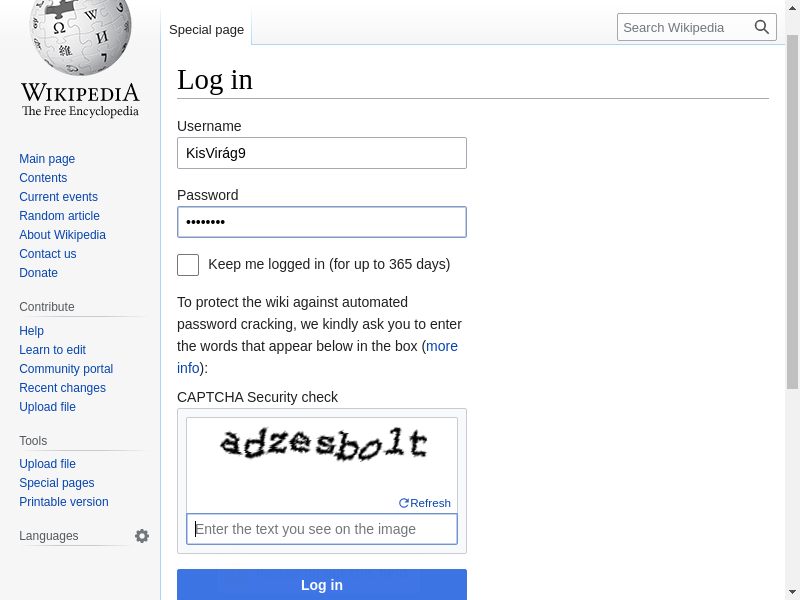 Special page
Search Wikipedia
WIKIPEDIA
The Free Encyclopedia
Main page
Contents
Current events
Random article
About Wikipedia
Contact us
Donate
Contribute
Help
Learn to edit
Community portal
Recent changes
Upload file
Tools
Upload file
Special pages
Printable version
Languages
Log in
Username
KisVirág9
Password
••••••••
Keep me logged in (for up to 365 days)
To protect the wiki against automated
password cracking, we kindly ask you to enter
the words that appear below in the box (more
info):
CAPTCHA Security check
adzesbolt
Refresh
Enter the text you see on the image
Log in